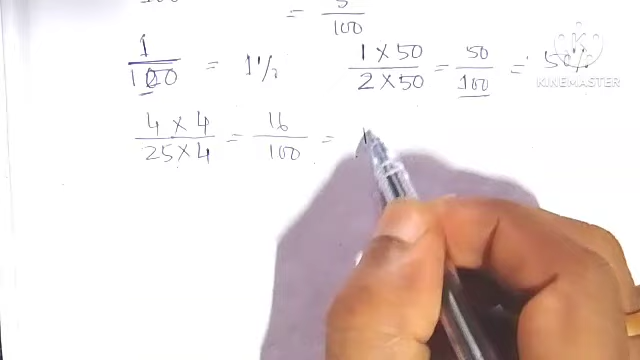 = 5/100
1/100 = 1% 1 × 50/2 × 50 = 50/100 = 50%
KINEMASTER
4 × 4/25 × 4 = 16/100 = 1